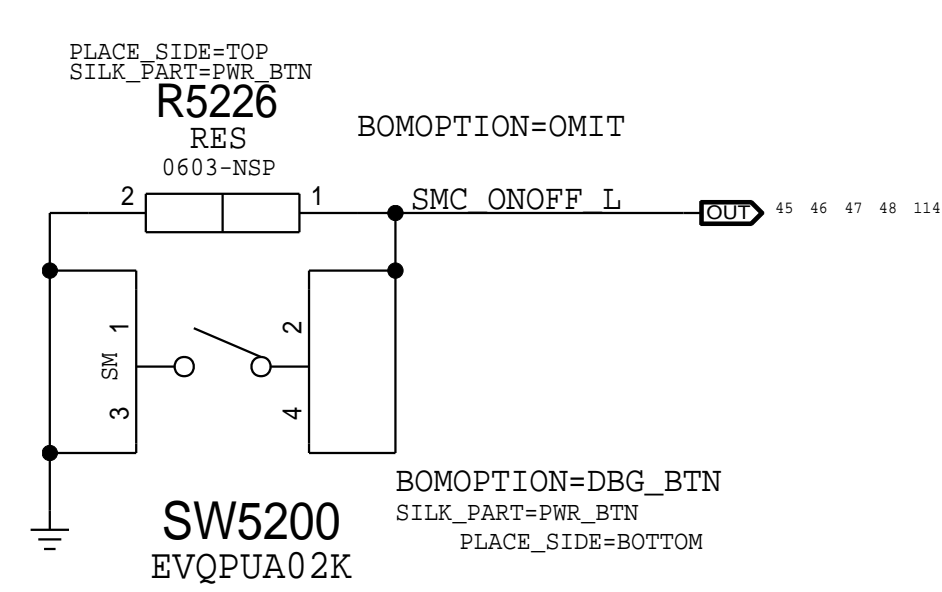 PLACE_SIDE=TOP
SILK_PART=PWR_BTN
R5226
RES
0603-NSP
BOMOPTION=OMIT
2
1
SMC_ONOFF_L
OUT
45 46 47 48 114
1
SM
3
2
4
SW5200
EVQPUA02K
BOMOPTION=DBG_BTN
SILK_PART=PWR_BTN
PLACE_SIDE=BOTTOM